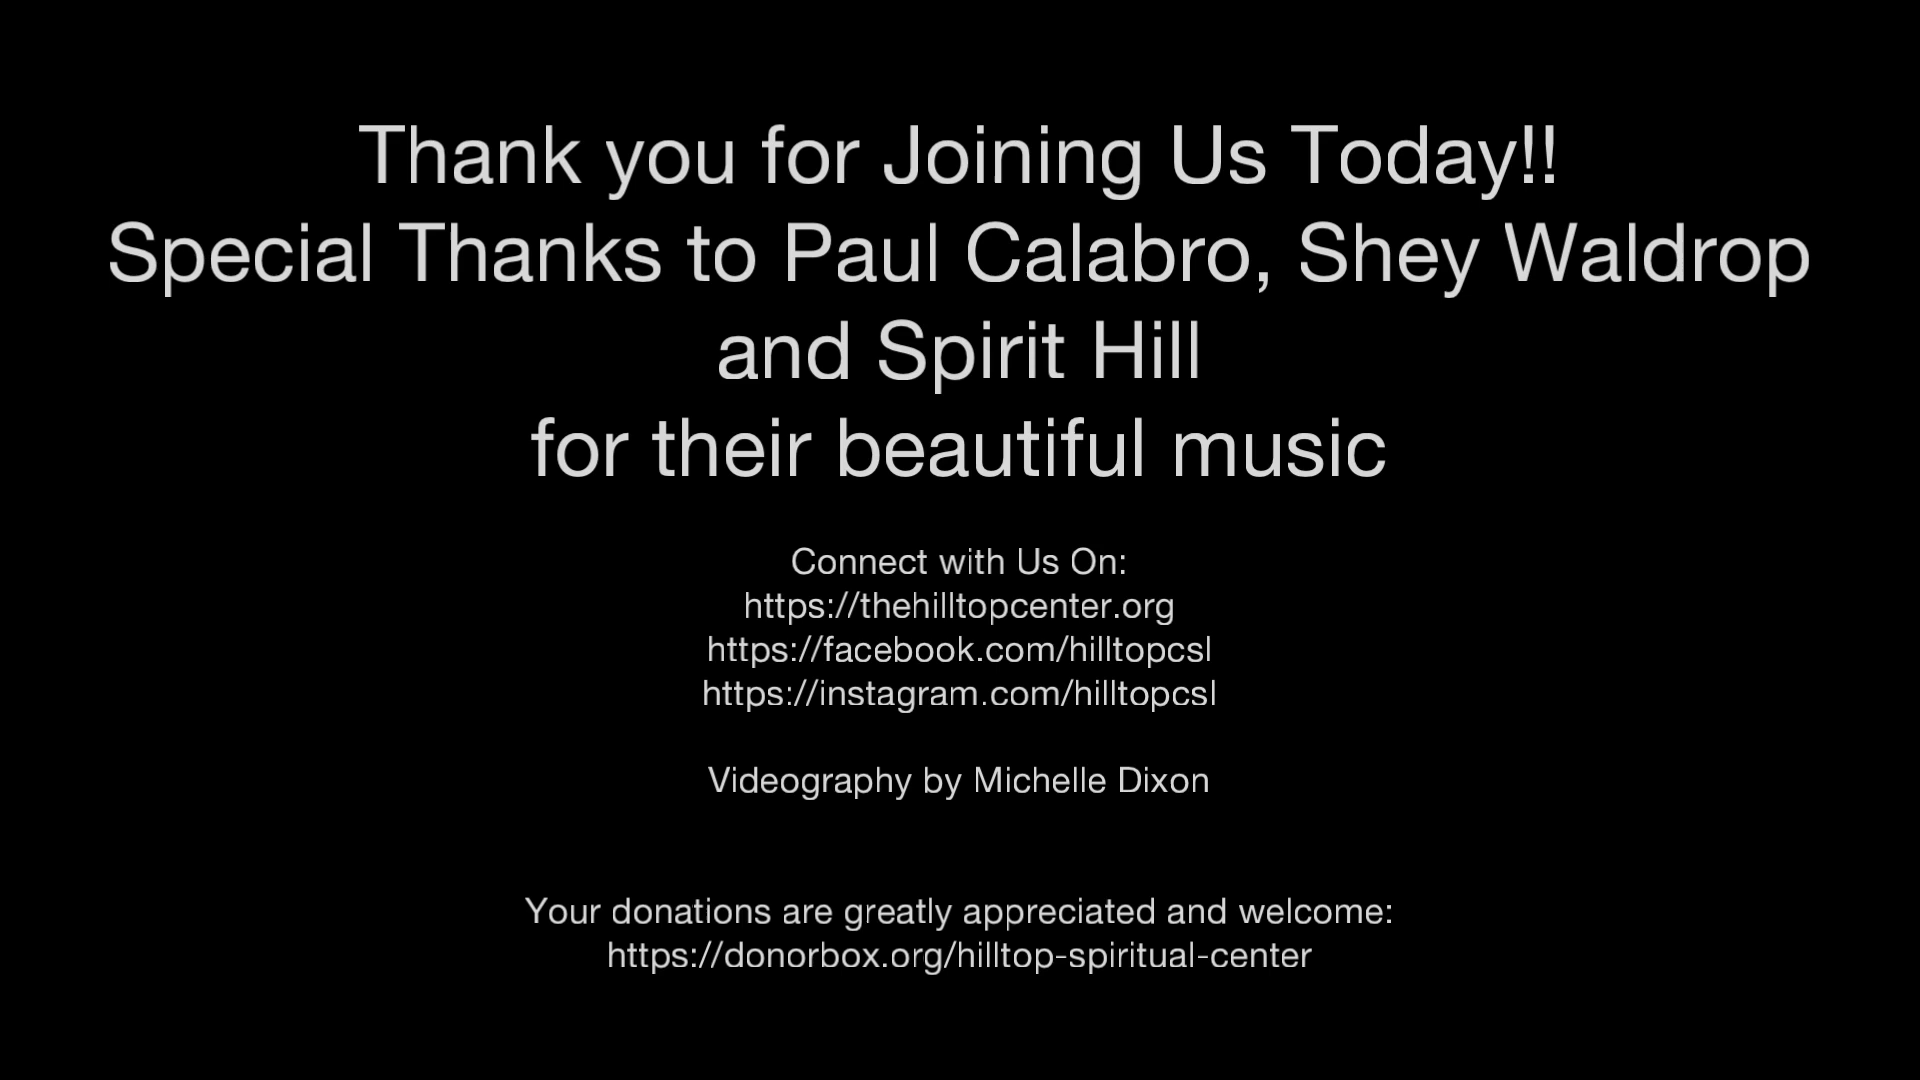 Thank you for Joining Us Today!!
Special Thanks to Paul Calabro, Shey Waldrop
and Spirit Hill
for their beautiful music
Connect with Us On:
https://thehilltopcenter.org
https://facebook.com/hilltopcsl
https://instagram.com/hilltopcsl
Videography by Michelle Dixon
Your donations are greatly appreciated and welcome:
https://donorbox.org/hilltop-spiritual-center